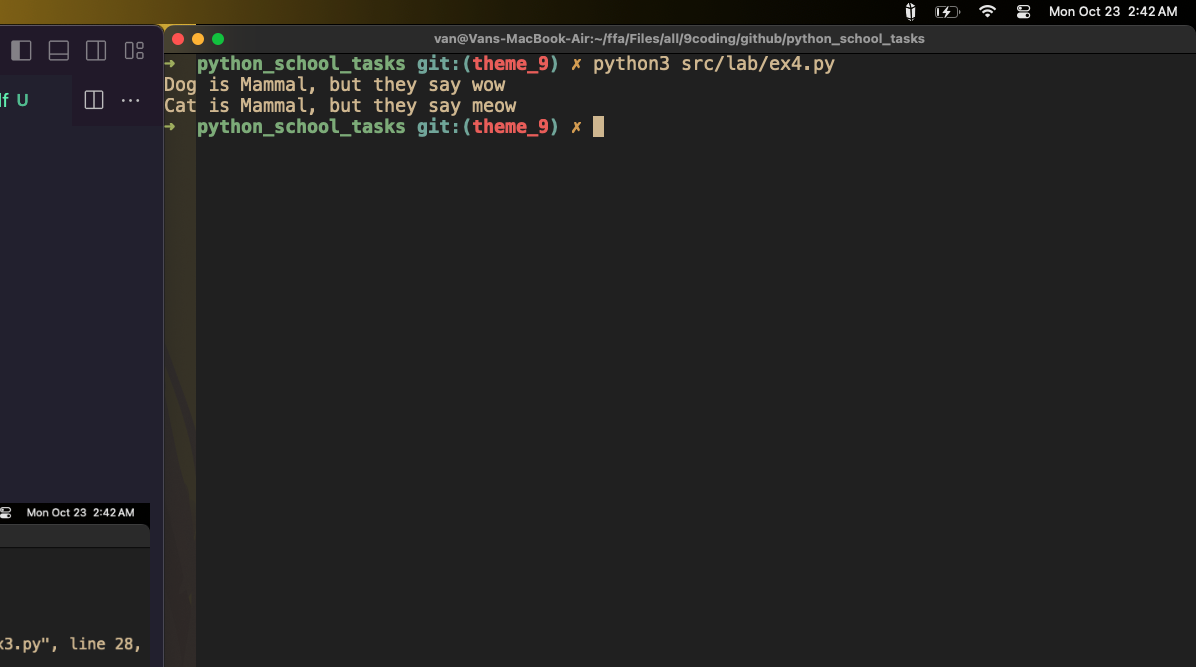 Mon Oct 23 2:42 AM
van@Vans-MacBook-Air:~/ffa/Files/all/9coding/github/python_school_tasks
➜ python_school_tasks git:(theme_9) ✗ python3 src/lab/ex4.py
Dog is Mammal, but they say wow
Cat is Mammal, but they say meow
➜ python_school_tasks git:(theme_9) ✗
U
Mon Oct 23 2:42 AM
3.py", line 28,